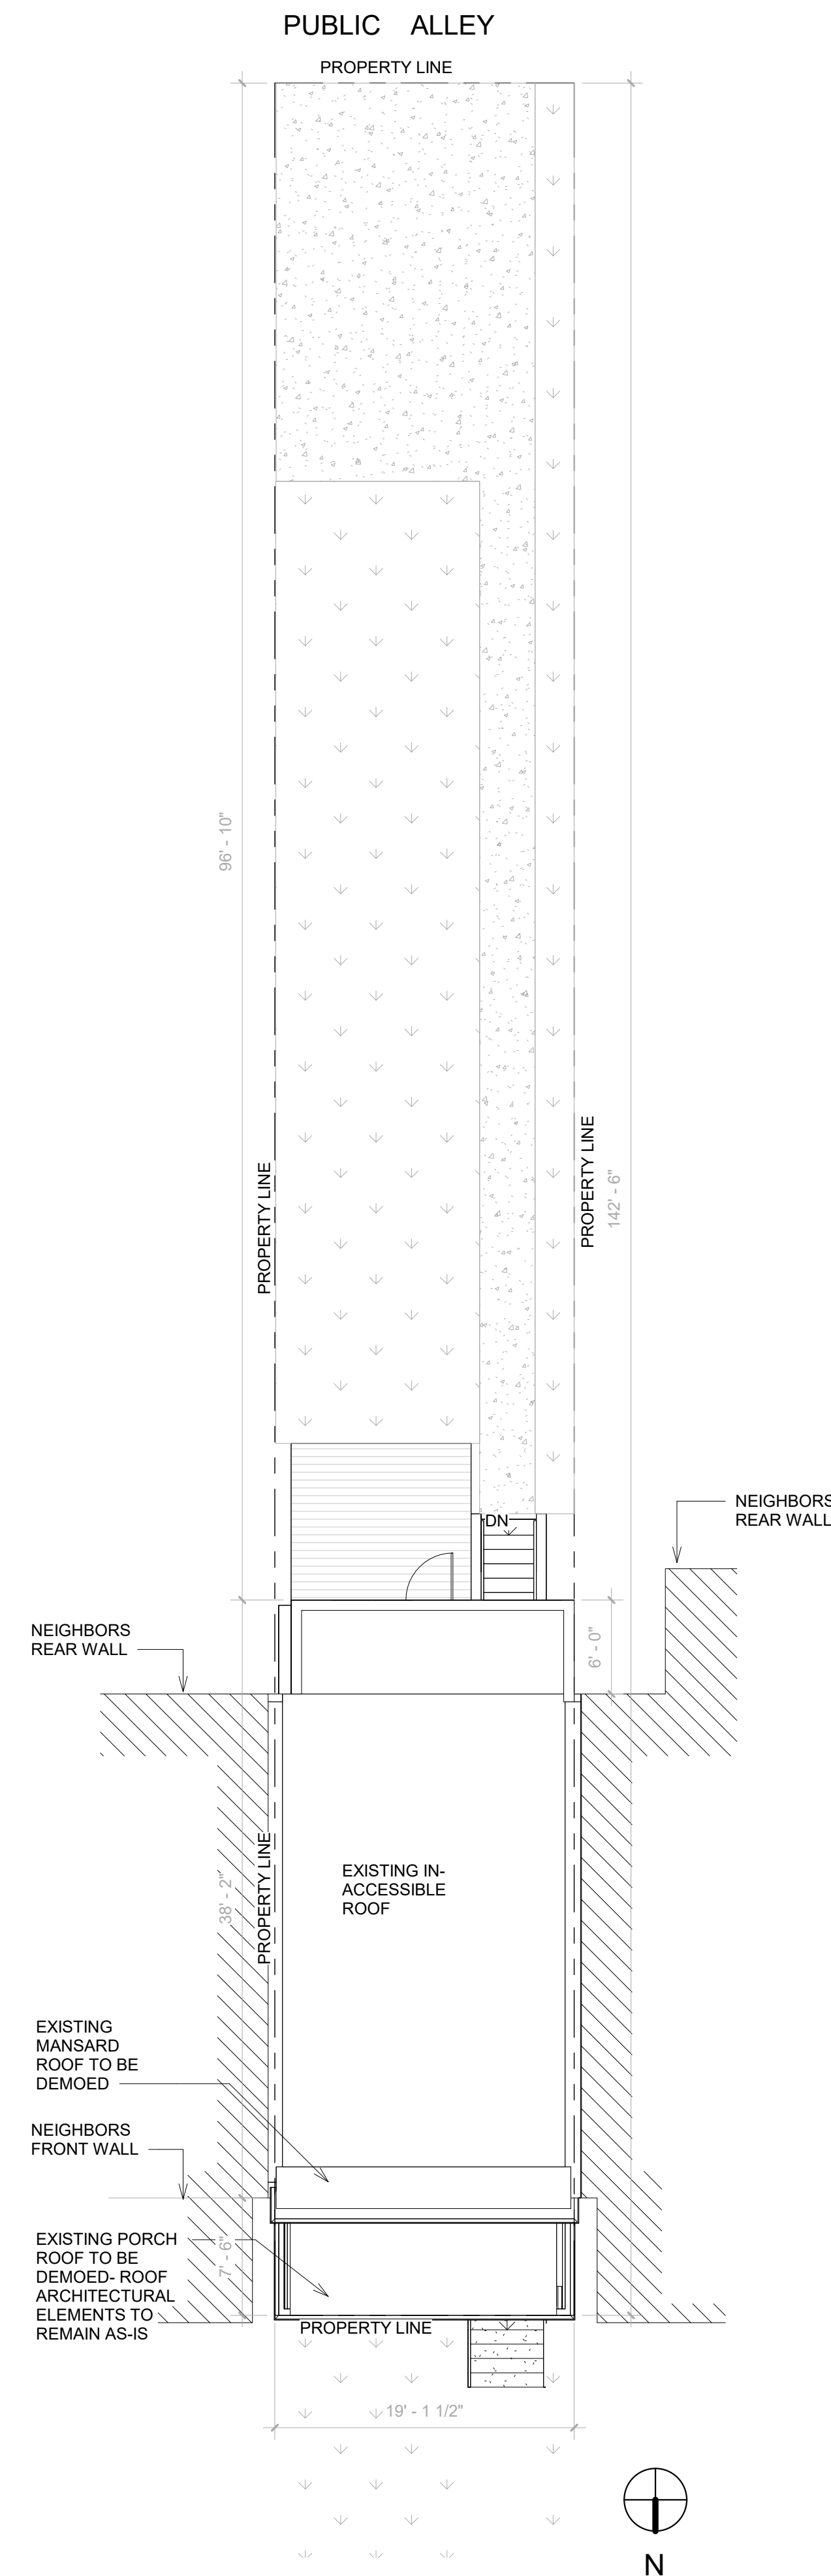 PUBLIC ALLEY
PROPERTY LINE
96' - 10"
PROPERTY LINE
PROPERTY LINE
142' - 6"
DN
NEIGHBORS
REAR WALL
NEIGHBORS
REAR WALL
6' - 0"
EXISTING IN-
ACCESSIBLE
ROOF
38' - 2"
PROPERTY LINE
EXISTING
MANSARD
ROOF TO BE
DEMOED
NEIGHBORS
FRONT WALL
EXISTING PORCH
ROOF TO BE
DEMOED- ROOF
ARCHITECTURAL
ELEMENTS TO
REMAIN AS-IS
7' - 6"
PROPERTY LINE
19' - 1 1/2"
N